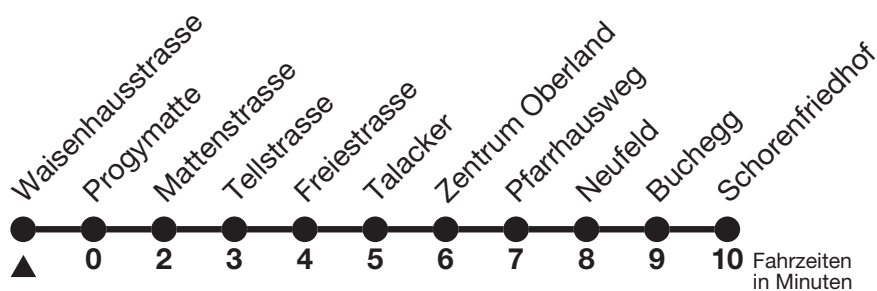 Waisenhausstrasse
Progymatte
Mattenstrasse
Tellstrasse
Freiestrasse
Talacker
Zentrum Oberland
Pfarrhausweg
Neufeld
Buchegg
Schorenfriedhof
0 2 3 4 5 6 7 8 9 10 Fahrzeiten
in Minuten